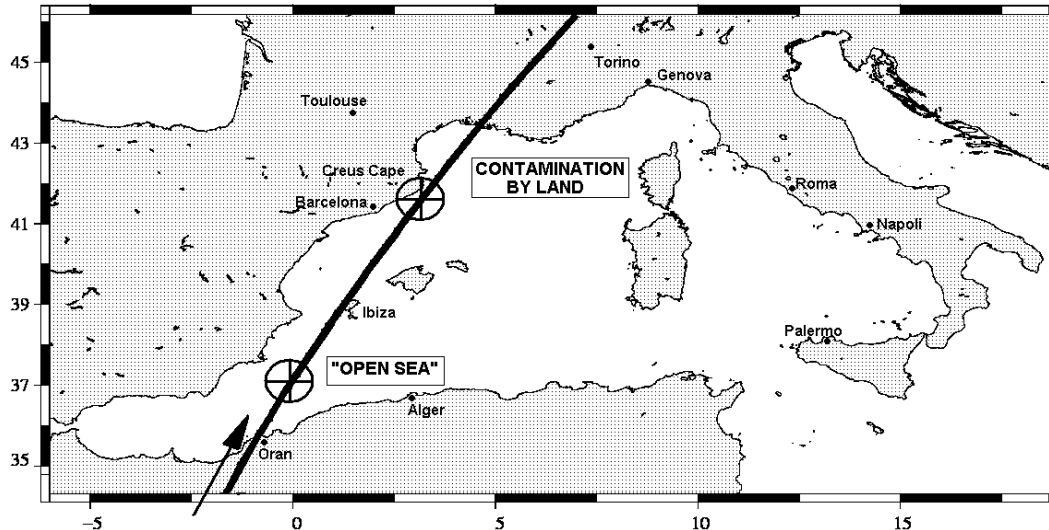 45
Torino
Genova
Toulouse
43
Creus Cape
CONTAMINATION
BY LAND
Roma
Barcelona
41
Napoli
39
Ibiza
Palermo
"OPEN SEA"
37
Alger
Oran
35
-5
0
5
10
15